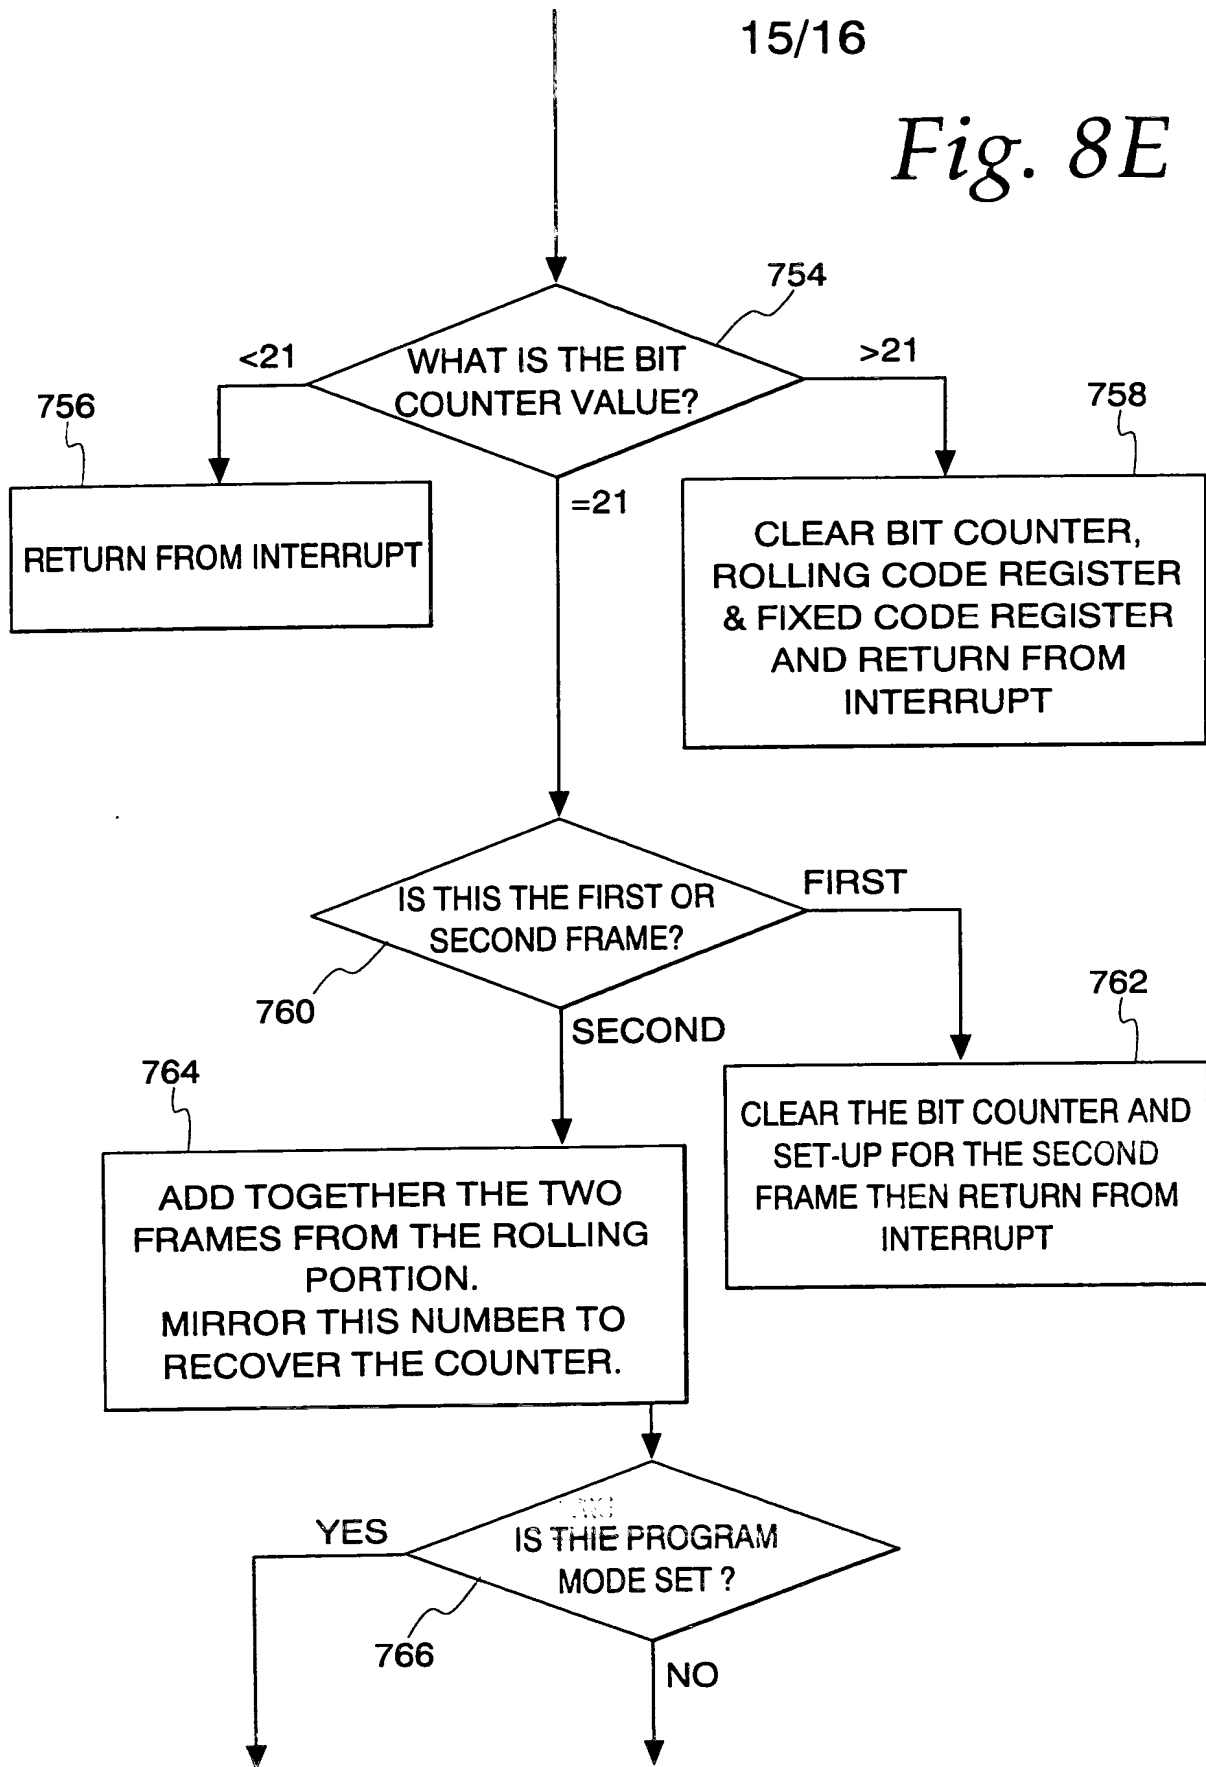 15/16
Fig. 8E
754
<21
WHAT IS THE BIT
COUNTER VALUE?
>21
756
758
=21
RETURN FROM INTERRUPT
CLEAR BIT COUNTER,
ROLLING CODE REGISTER
& FIXED CODE REGISTER
AND RETURN FROM
INTERRUPT
IS THIS THE FIRST OR
SECOND FRAME?
FIRST
760
SECOND
762
764
CLEAR THE BIT COUNTER AND
SET-UP FOR THE SECOND
FRAME THEN RETURN FROM
INTERRUPT
ADD TOGETHER THE TWO
FRAMES FROM THE ROLLING
PORTION.
MIRROR THIS NUMBER TO
RECOVER THE COUNTER.
YES
IS THIE PROGRAM
MODE SET ?
766
NO